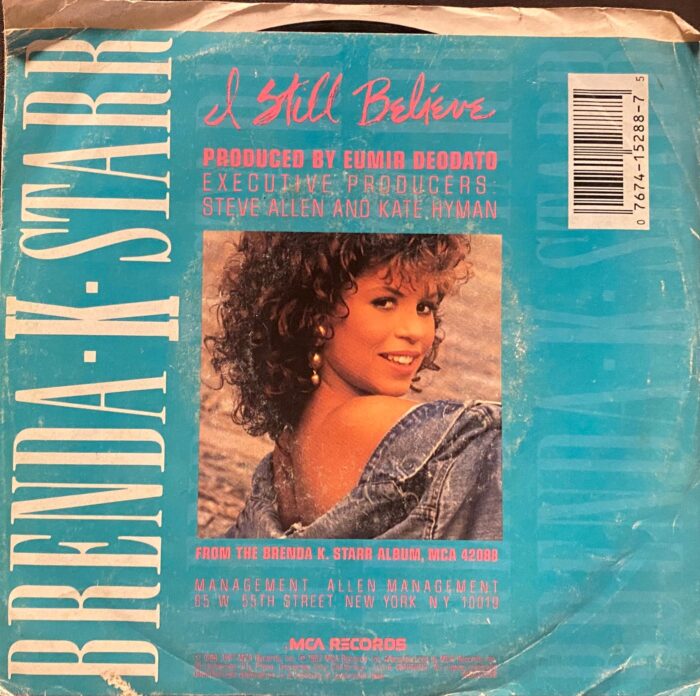 BRENDA·K·STARR
I Still Believe
PRODUCED BY EUMIR DEODATO
EXECUTIVE PRODUCERS:
STEVE ALLEN AND KATE HYMAN
0 7674-15288-7 5
FROM THE BRENDA K. STARR ALBUM, MCA 42088
MANAGEMENT: ALLEN MANAGEMENT
65 W. 55TH STREET, NEW YORK, N.Y. 10019
MCA RECORDS